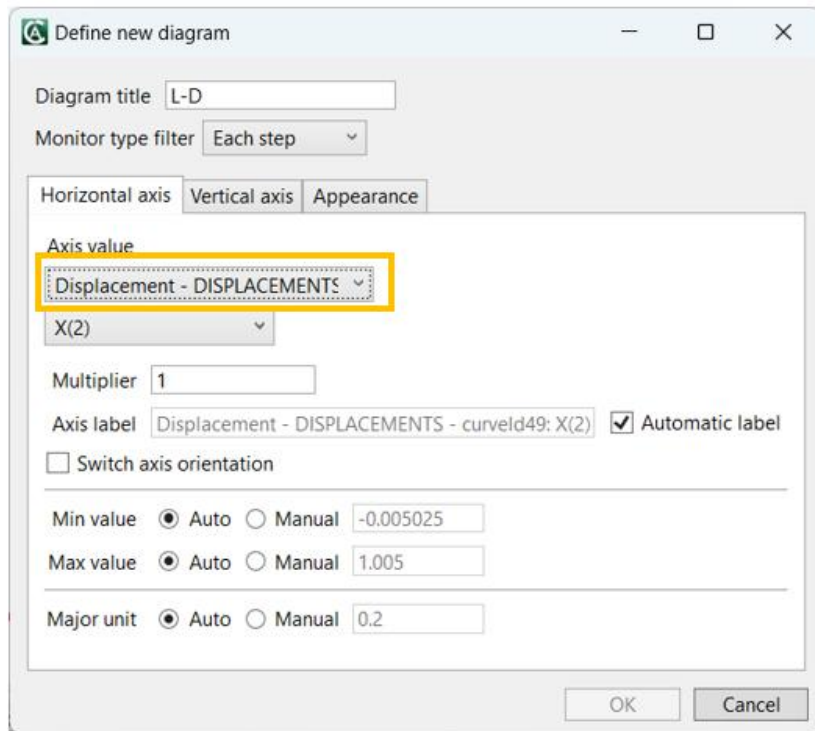 Define new diagram
Diagram title L-D
Monitor type filter Each step
Horizontal axis Vertical axis Appearance
Axis value
Displacement - DISPLACEMENTS
X(2)
Multiplier 1
Axis label Displacement - DISPLACEMENTS - curveId49: X(2) Automatic label
Switch axis orientation
Min value Auto Manual -0.005025
Max value Auto Manual 1.005
Major unit Auto Manual 0.2
OK Cancel